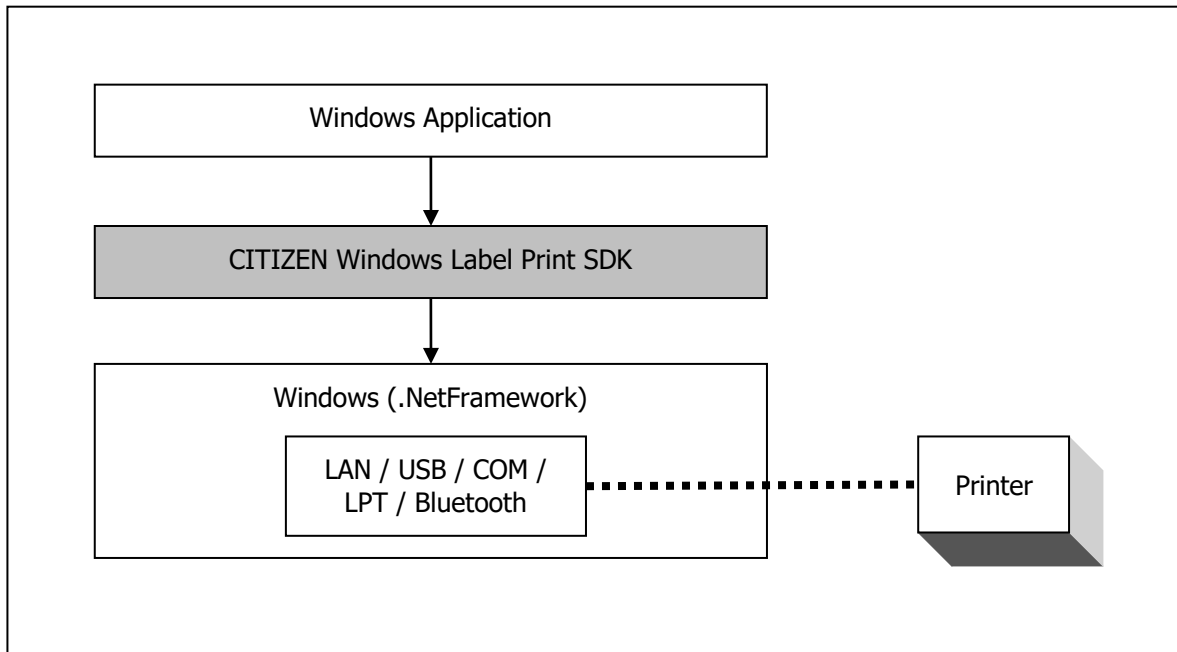 Windows Application
CITIZEN Windows Label Print SDK
Windows (.NetFramework)
LAN / USB / COM /
LPT / Bluetooth
Printer